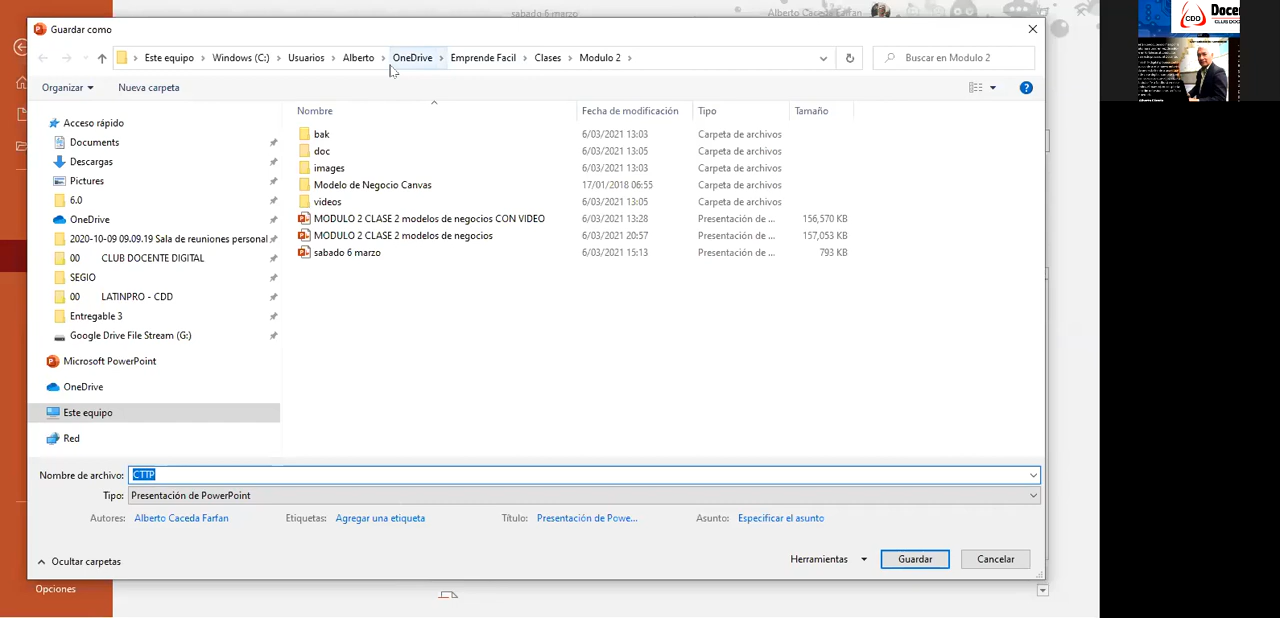 sabado 6 marzo
Alberto Caceda Farfan
Guardar como
Este equipo > Windows (C:) > Usuarios > Alberto > OneDrive > Emprende Facil > Clases > Modulo 2 >
Buscar en Modulo 2
Organizar
Nueva carpeta
Nombre
Fecha de modificación
Tipo
Tamaño
Acceso rápido
Documents
Descargas
Pictures
6.0
OneDrive
2020-10-09 09.09.19 Sala de reuniones personal
00 CLUB DOCENTE DIGITAL
SEGIO
00 LATINPRO - CDD
Entregable 3
Google Drive File Stream (G:)
Microsoft PowerPoint
OneDrive
Este equipo
Red
bak 6/03/2021 13:03 Carpeta de archivos
doc 6/03/2021 13:05 Carpeta de archivos
images 6/03/2021 13:03 Carpeta de archivos
Modelo de Negocio Canvas 17/01/2018 06:55 Carpeta de archivos
videos 6/03/2021 13:05 Carpeta de archivos
MODULO 2 CLASE 2 modelos de negocios CON VIDEO 6/03/2021 13:28 Presentación de ... 156,570 KB
MODULO 2 CLASE 2 modelos de negocios 6/03/2021 20:57 Presentación de ... 157,053 KB
sabado 6 marzo 6/03/2021 15:13 Presentación de ... 793 KB
Nombre de archivo: CTTP
Tipo: Presentación de PowerPoint
Autores: Alberto Caceda Farfan
Etiquetas: Agregar una etiqueta
Título: Presentación de Powe...
Asunto: Especificar el asunto
Ocultar carpetas
Herramientas
Guardar
Cancelar
Opciones
CDD
Doce
CLUB DOC